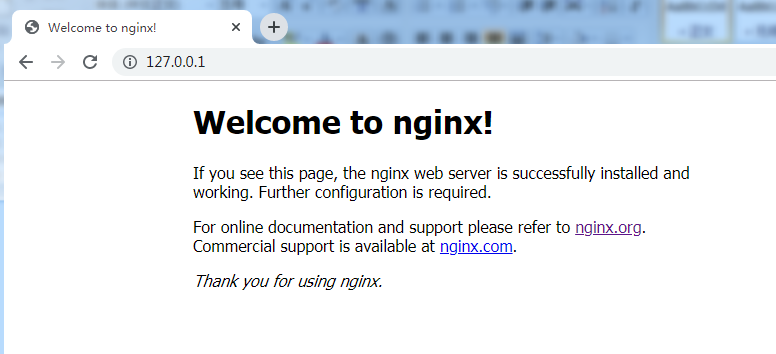 Welcome to nginx!
127.0.0.1
Welcome to nginx!
If you see this page, the nginx web server is successfully installed and
working. Further configuration is required.
For online documentation and support please refer to nginx.org.
Commercial support is available at nginx.com.
Thank you for using nginx.